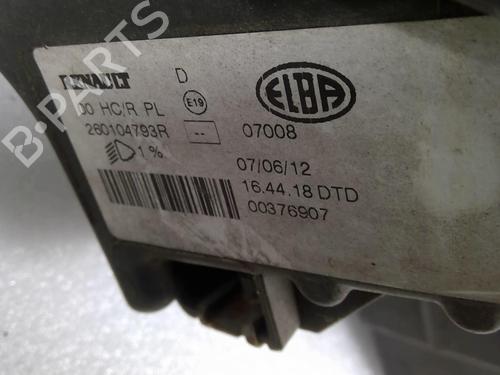 RENAULT D
00 HC/R PL E19
260104793R --
1 %
ELBA
07008
07/06/12
16.44.18 DTD
00376907
B-PARTS